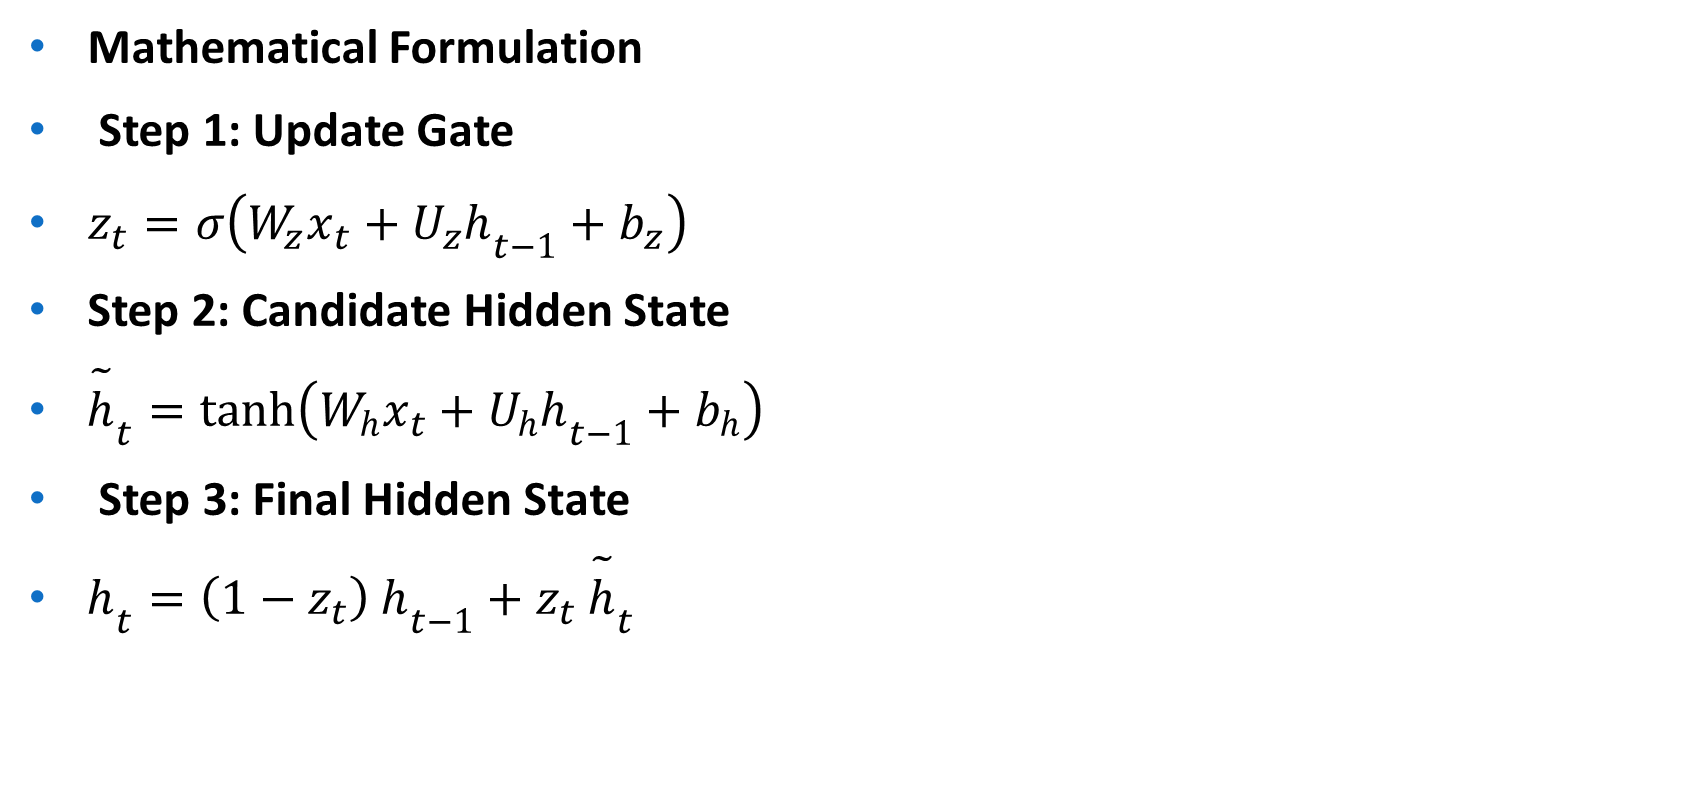 • Mathematical Formulation
• Step 1: Update Gate
• z_t = σ(W_z x_t + U_z h_{t−1} + b_z)
• Step 2: Candidate Hidden State
• h̃_t = tanh(W_h x_t + U_h h_{t−1} + b_h)
• Step 3: Final Hidden State
• h_t = (1 − z_t) h_{t−1} + z_t h̃_t